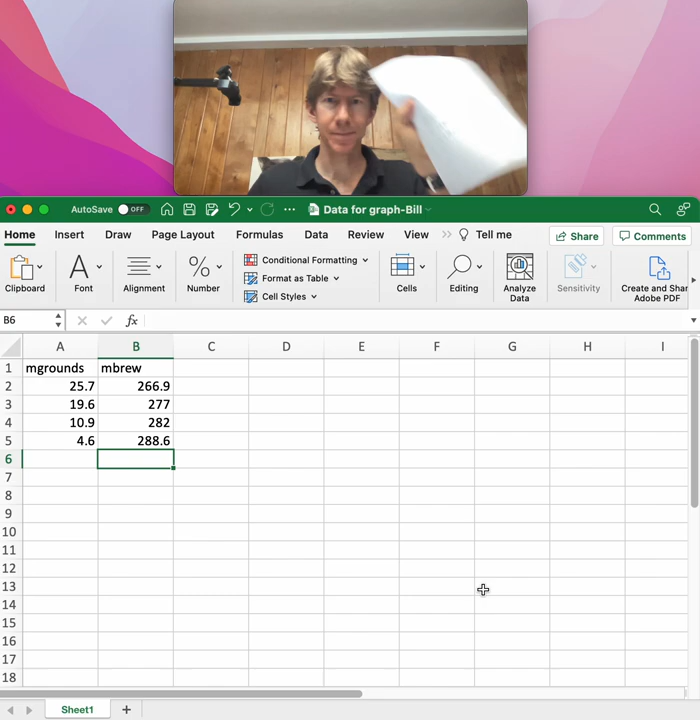 AutoSave OFF ... Data for graph-Bill
Home Insert Draw Page Layout Formulas Data Review View >> Tell me Share Comments
Clipboard Font Alignment Number Conditional Formatting Format as Table Cell Styles Cells Editing Analyze Data Sensitivity Create and Shar Adobe PDF
B6 fx
A B C D E F G H I
1 mgrounds mbrew
2 25.7 266.9
3 19.6 277
4 10.9 282
5 4.6 288.6
6
7
8
9
10
11
12
13
14
15
16
17
18
Sheet1 +